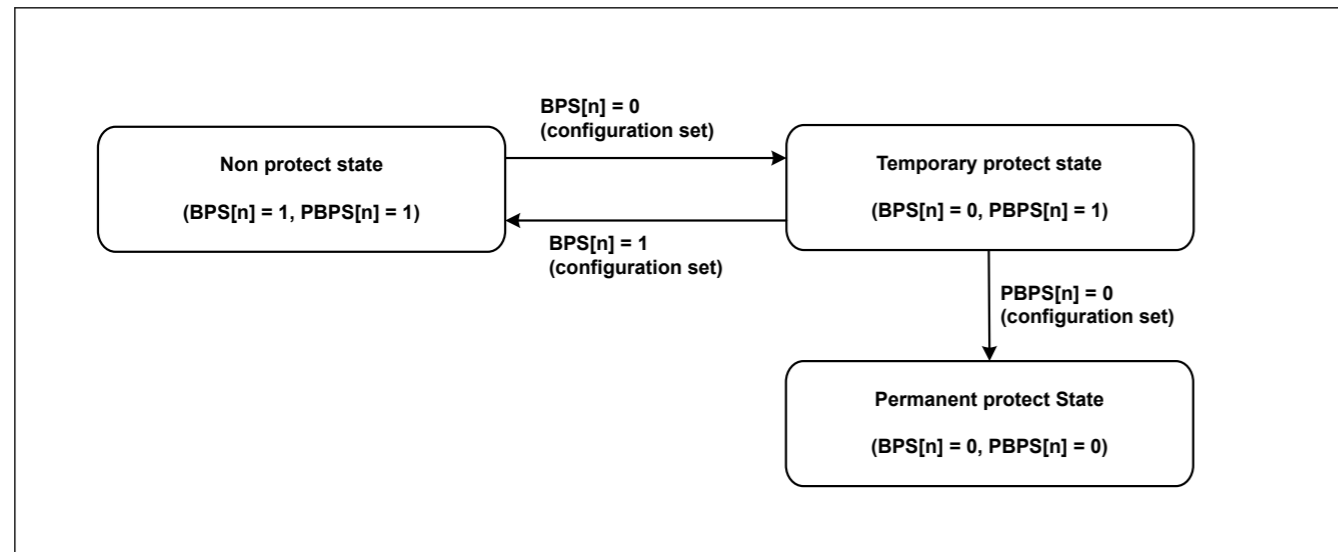 BPS[n] = 0
(configuration set)
Non protect state
(BPS[n] = 1, PBPS[n] = 1)
Temporary protect state
(BPS[n] = 0, PBPS[n] = 1)
BPS[n] = 1
(configuration set)
PBPS[n] = 0
(configuration set)
Permanent protect State
(BPS[n] = 0, PBPS[n] = 0)